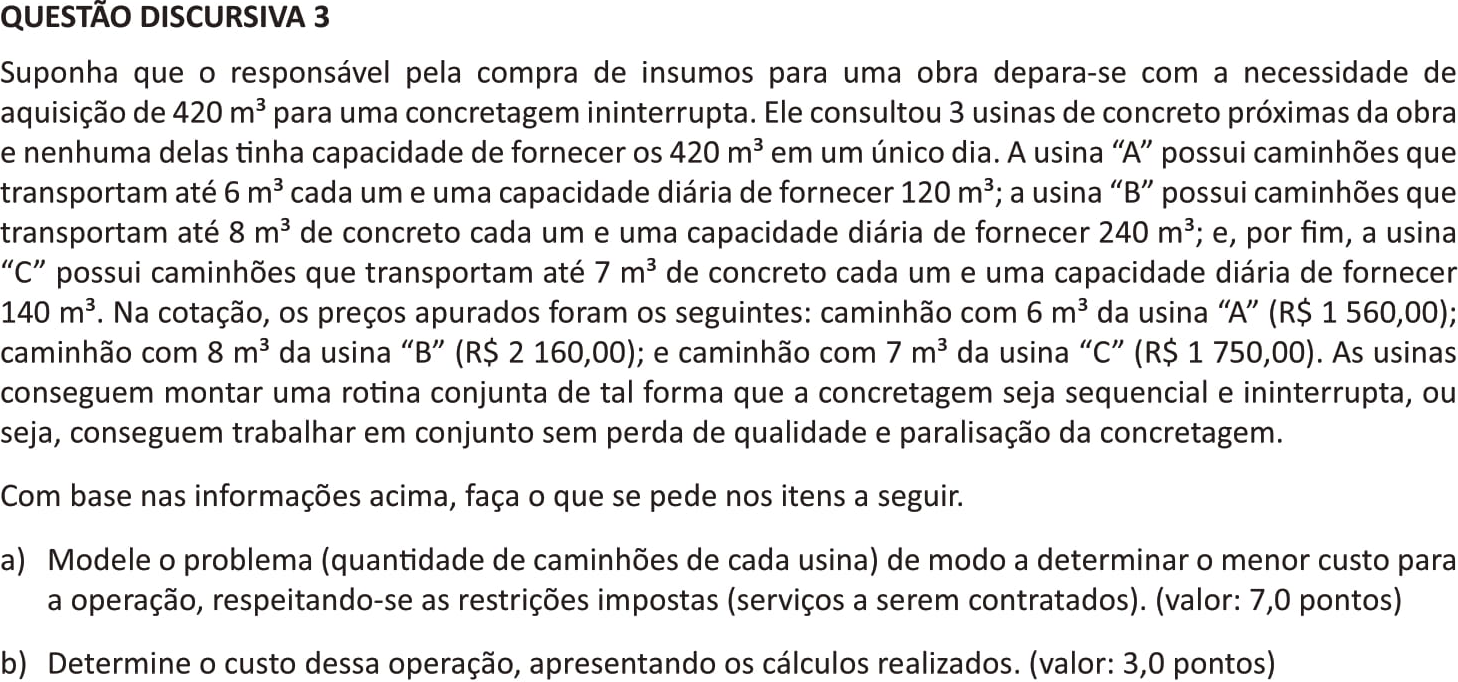 QUESTÃO DISCURSIVA 3
Suponha que o responsável pela compra de insumos para uma obra depara-se com a necessidade de
aquisição de 420 m³ para uma concretagem ininterrupta. Ele consultou 3 usinas de concreto próximas da obra
e nenhuma delas tinha capacidade de fornecer os 420 m³ em um único dia. A usina “A” possui caminhões que
transportam até 6 m³ cada um e uma capacidade diária de fornecer 120 m³; a usina “B” possui caminhões que
transportam até 8 m³ de concreto cada um e uma capacidade diária de fornecer 240 m³; e, por fim, a usina
“C” possui caminhões que transportam até 7 m³ de concreto cada um e uma capacidade diária de fornecer
140 m³. Na cotação, os preços apurados foram os seguintes: caminhão com 6 m³ da usina “A” (R$ 1 560,00);
caminhão com 8 m³ da usina “B” (R$ 2 160,00); e caminhão com 7 m³ da usina “C” (R$ 1 750,00). As usinas
conseguem montar uma rotina conjunta de tal forma que a concretagem seja sequencial e ininterrupta, ou
seja, conseguem trabalhar em conjunto sem perda de qualidade e paralisação da concretagem.
Com base nas informações acima, faça o que se pede nos itens a seguir.
a) Modele o problema (quantidade de caminhões de cada usina) de modo a determinar o menor custo para
a operação, respeitando-se as restrições impostas (serviços a serem contratados). (valor: 7,0 pontos)
b) Determine o custo dessa operação, apresentando os cálculos realizados. (valor: 3,0 pontos)